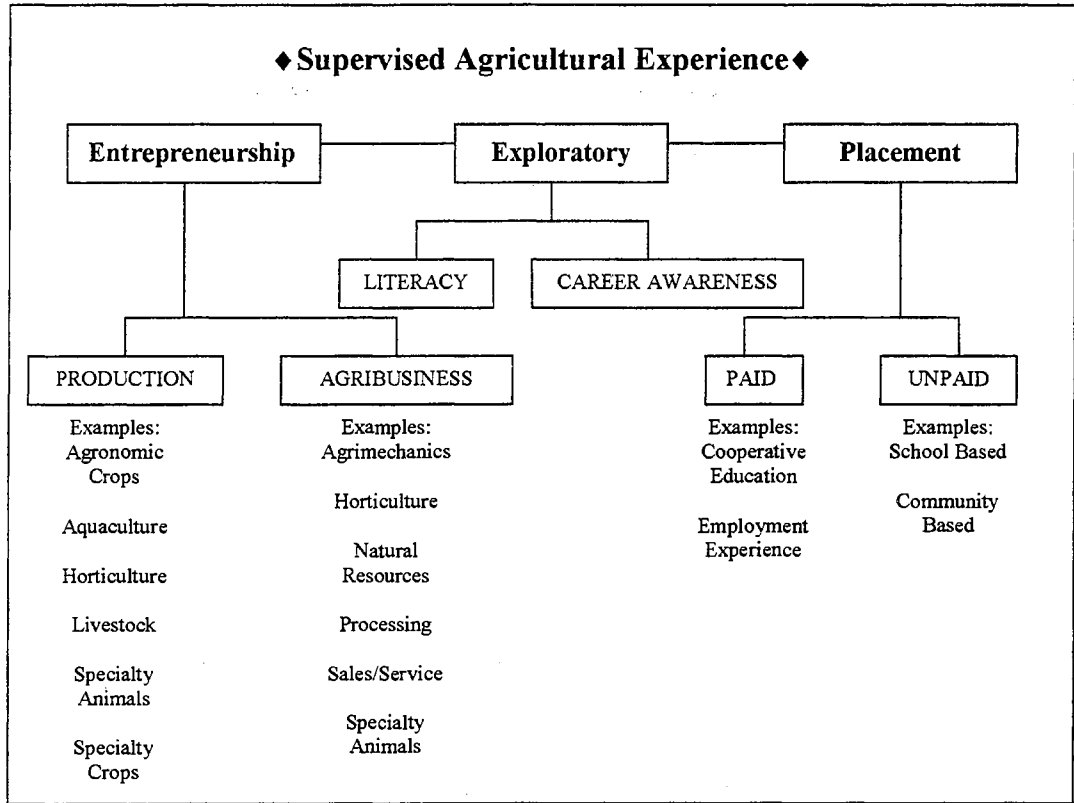 ♦Supervised Agricultural Experience♦
Entrepreneurship
Exploratory
Placement
LITERACY
CAREER AWARENESS
PRODUCTION
Examples:
Agronomic
Crops
Aquaculture
Horticulture
Livestock
Specialty
Animals
Specialty
Crops
AGRIBUSINESS
Examples:
Agrimechanics
Horticulture
Natural
Resources
Processing
Sales/Service
Specialty
Animals
PAID
Examples:
Cooperative
Education
Employment
Experience
UNPAID
Examples:
School Based
Community
Based